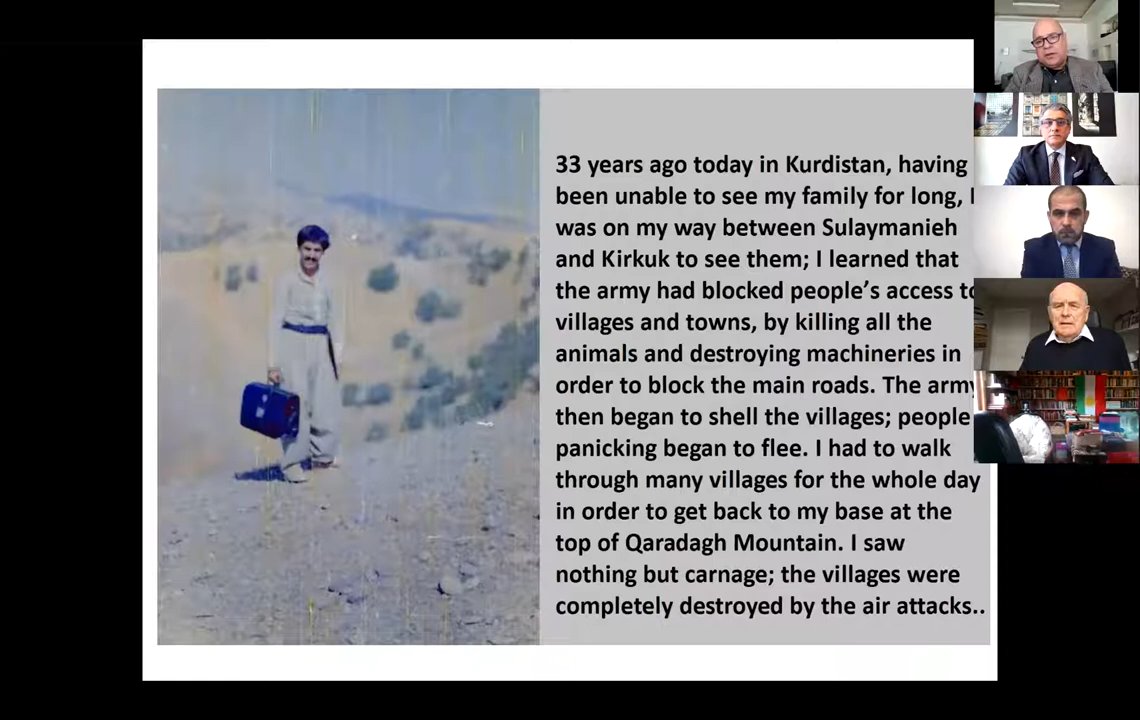 33 years ago today in Kurdistan, having
been unable to see my family for long, I
was on my way between Sulaymanieh
and Kirkuk to see them; I learned that
the army had blocked people's access to
villages and towns, by killing all the
animals and destroying machineries in
order to block the main roads. The army
then began to shell the villages; people
panicking began to flee. I had to walk
through many villages for the whole day
in order to get back to my base at the
top of Qaradagh Mountain. I saw
nothing but carnage; the villages were
completely destroyed by the air attacks..